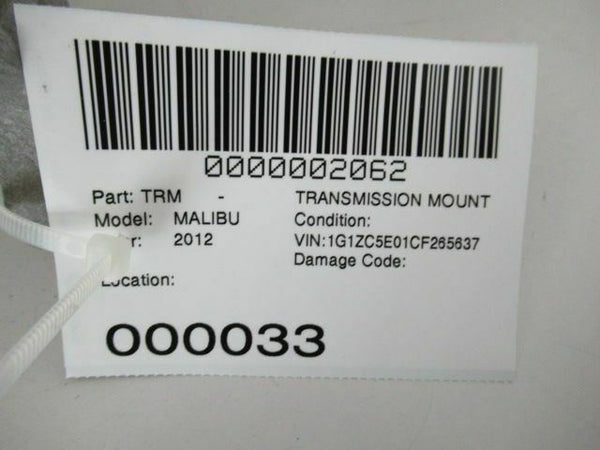 0000002062
Part: TRM - TRANSMISSION MOUNT
Model: MALIBU Condition:
2012 VIN:1G1ZC5E01CF265637
Damage Code:
Location:
000033